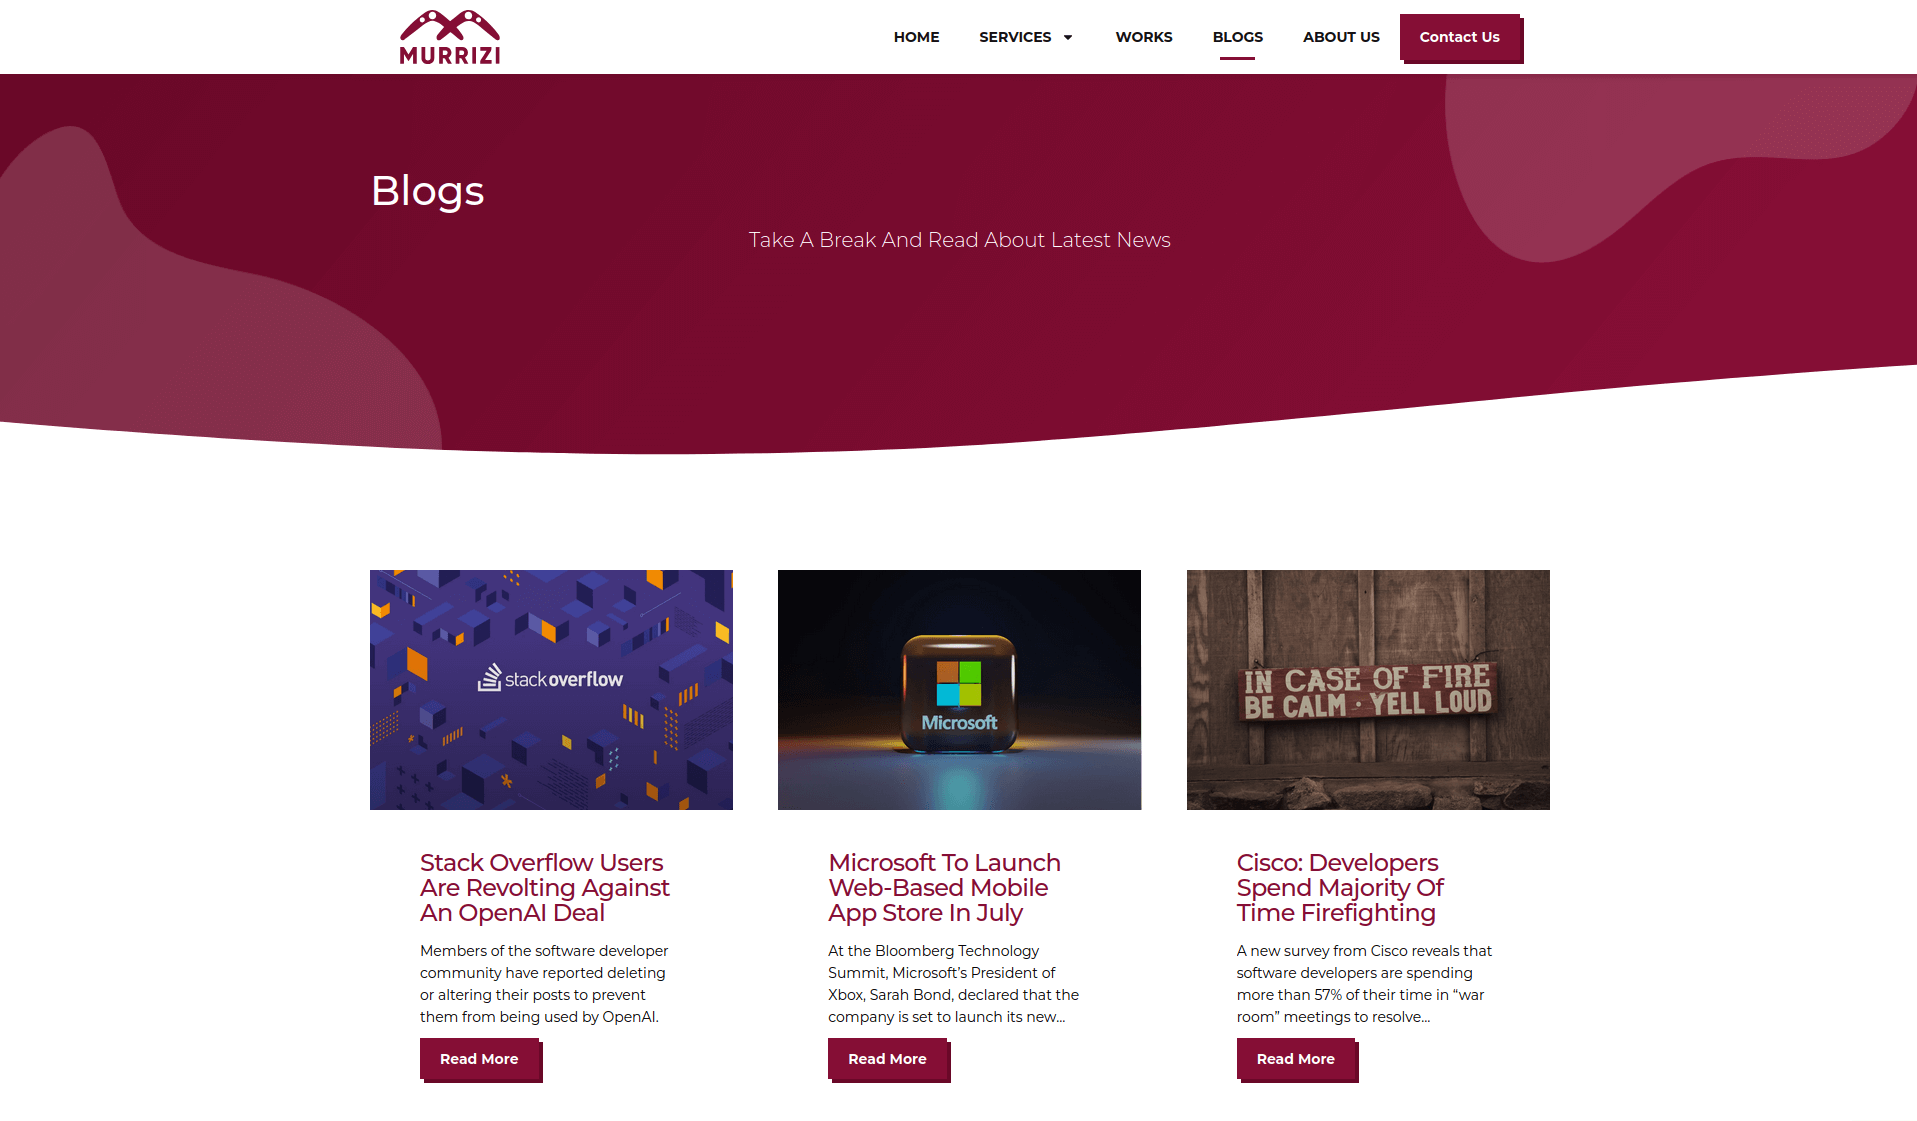 MURRIZI
HOME
SERVICES
WORKS
BLOGS
ABOUT US
Contact Us
Blogs
Take A Break And Read About Latest News
stackoverflow
Microsoft
IN CASE OF FIRE
BE CALM · YELL LOUD
Stack Overflow Users
Are Revolting Against
An OpenAI Deal
Members of the software developer
community have reported deleting
or altering their posts to prevent
them from being used by OpenAI.
Read More
Microsoft To Launch
Web-Based Mobile
App Store In July
At the Bloomberg Technology
Summit, Microsoft’s President of
Xbox, Sarah Bond, declared that the
company is set to launch its new...
Read More
Cisco: Developers
Spend Majority Of
Time Firefighting
A new survey from Cisco reveals that
software developers are spending
more than 57% of their time in “war
room” meetings to resolve...
Read More